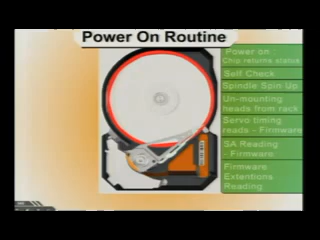 Power On Routine
Power on :
Chip returns status
Self Check
Spindle Spin Up
Un-mounting
heads from rack
Servo timing
reads - Firmware
SA Reading
- Firmware
Firmware
Extentions
Reading